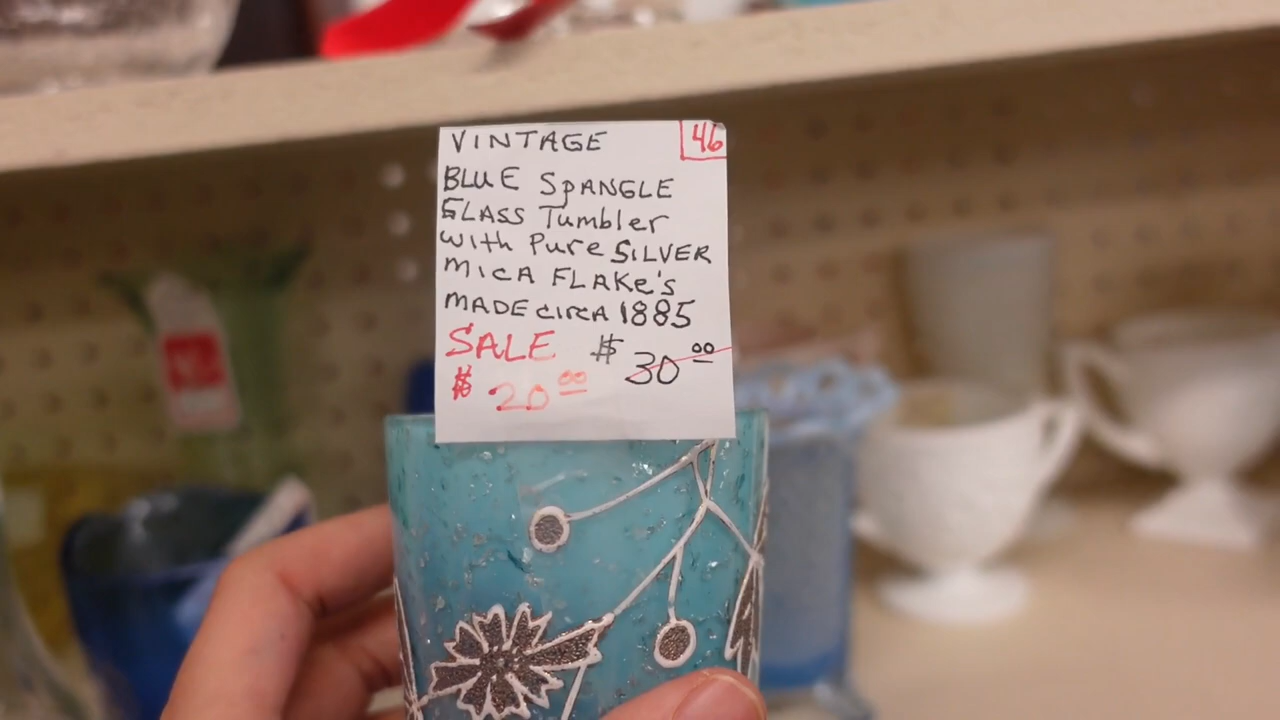 VINTAGE 46
BLUE SPANGLE
GLASS Tumbler
with Pure SILVER
MICA FLAKE'S
MADE circa 1885
SALE $ 30.00
$ 20.00